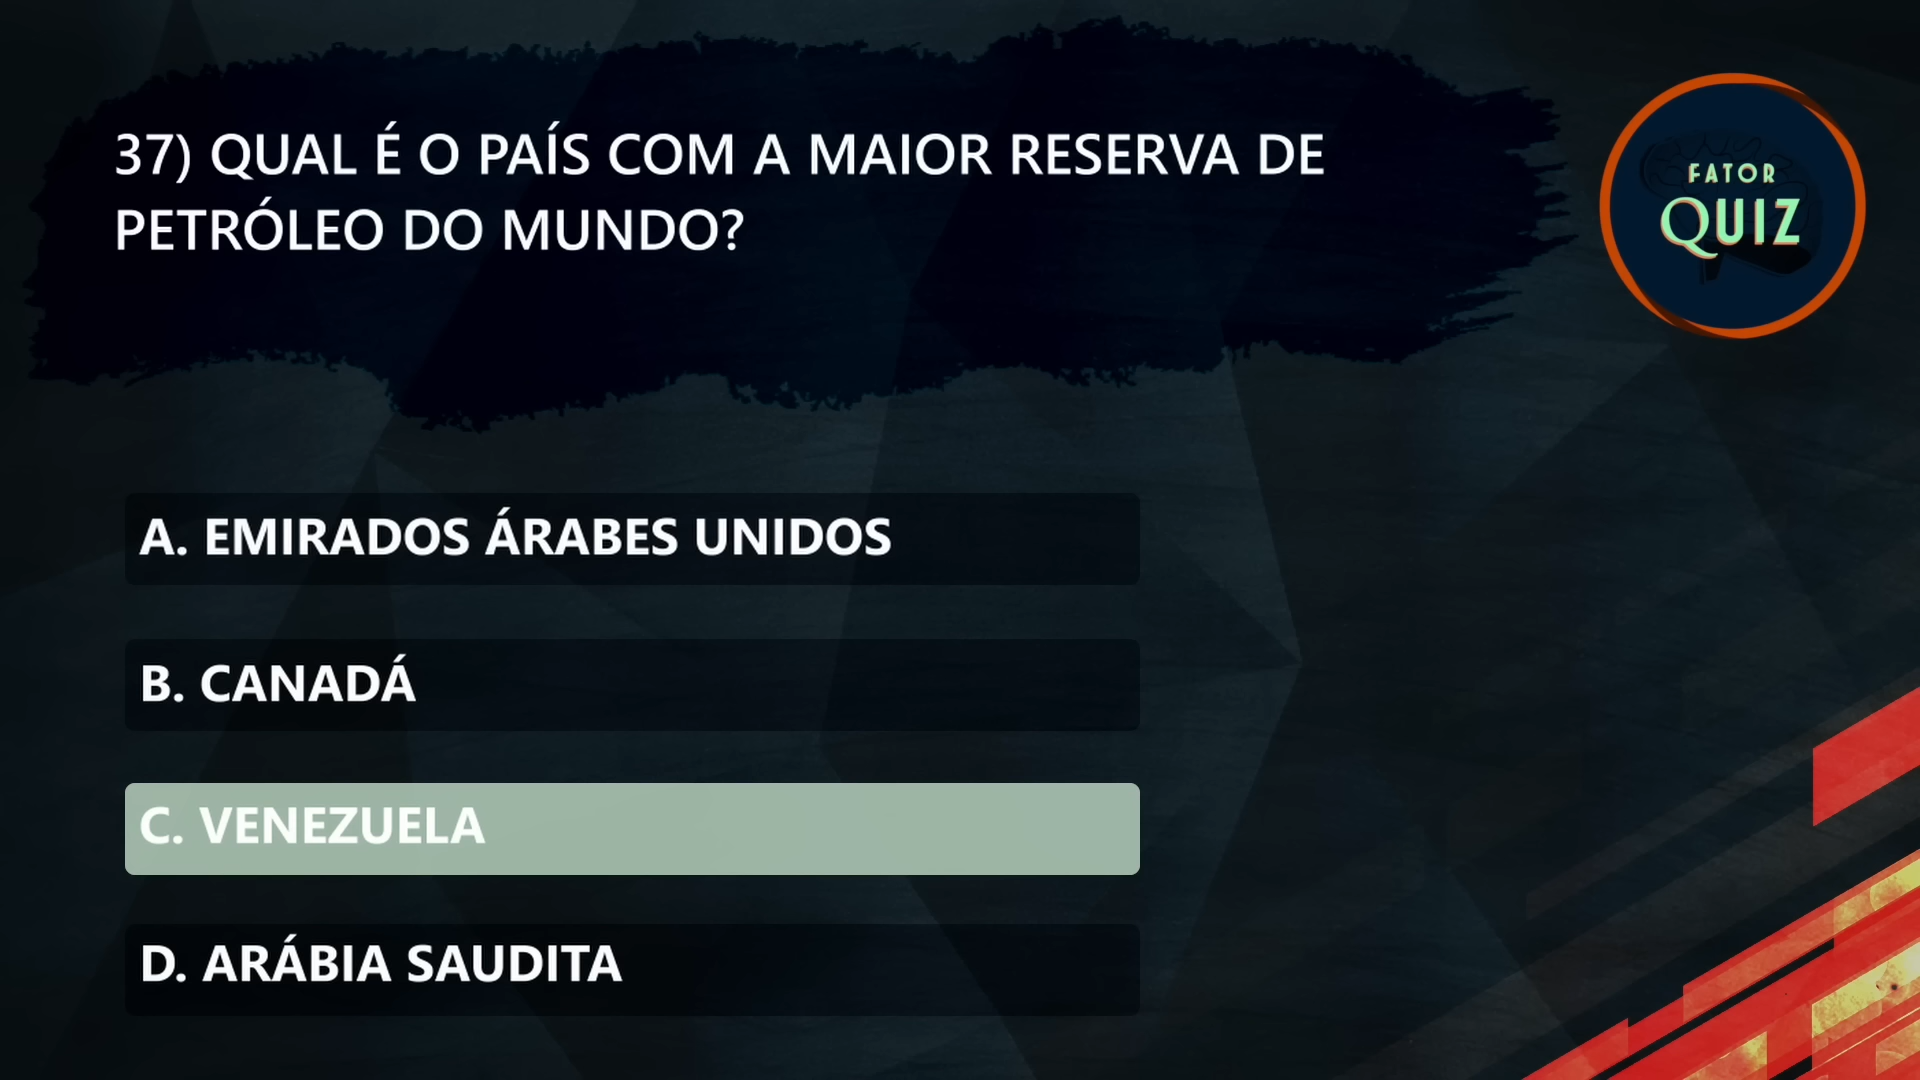 37) QUAL É O PAÍS COM A MAIOR RESERVA DE
PETRÓLEO DO MUNDO?
FATOR
QUIZ
A. EMIRADOS ÁRABES UNIDOS
B. CANADÁ
C. VENEZUELA
D. ARÁBIA SAUDITA